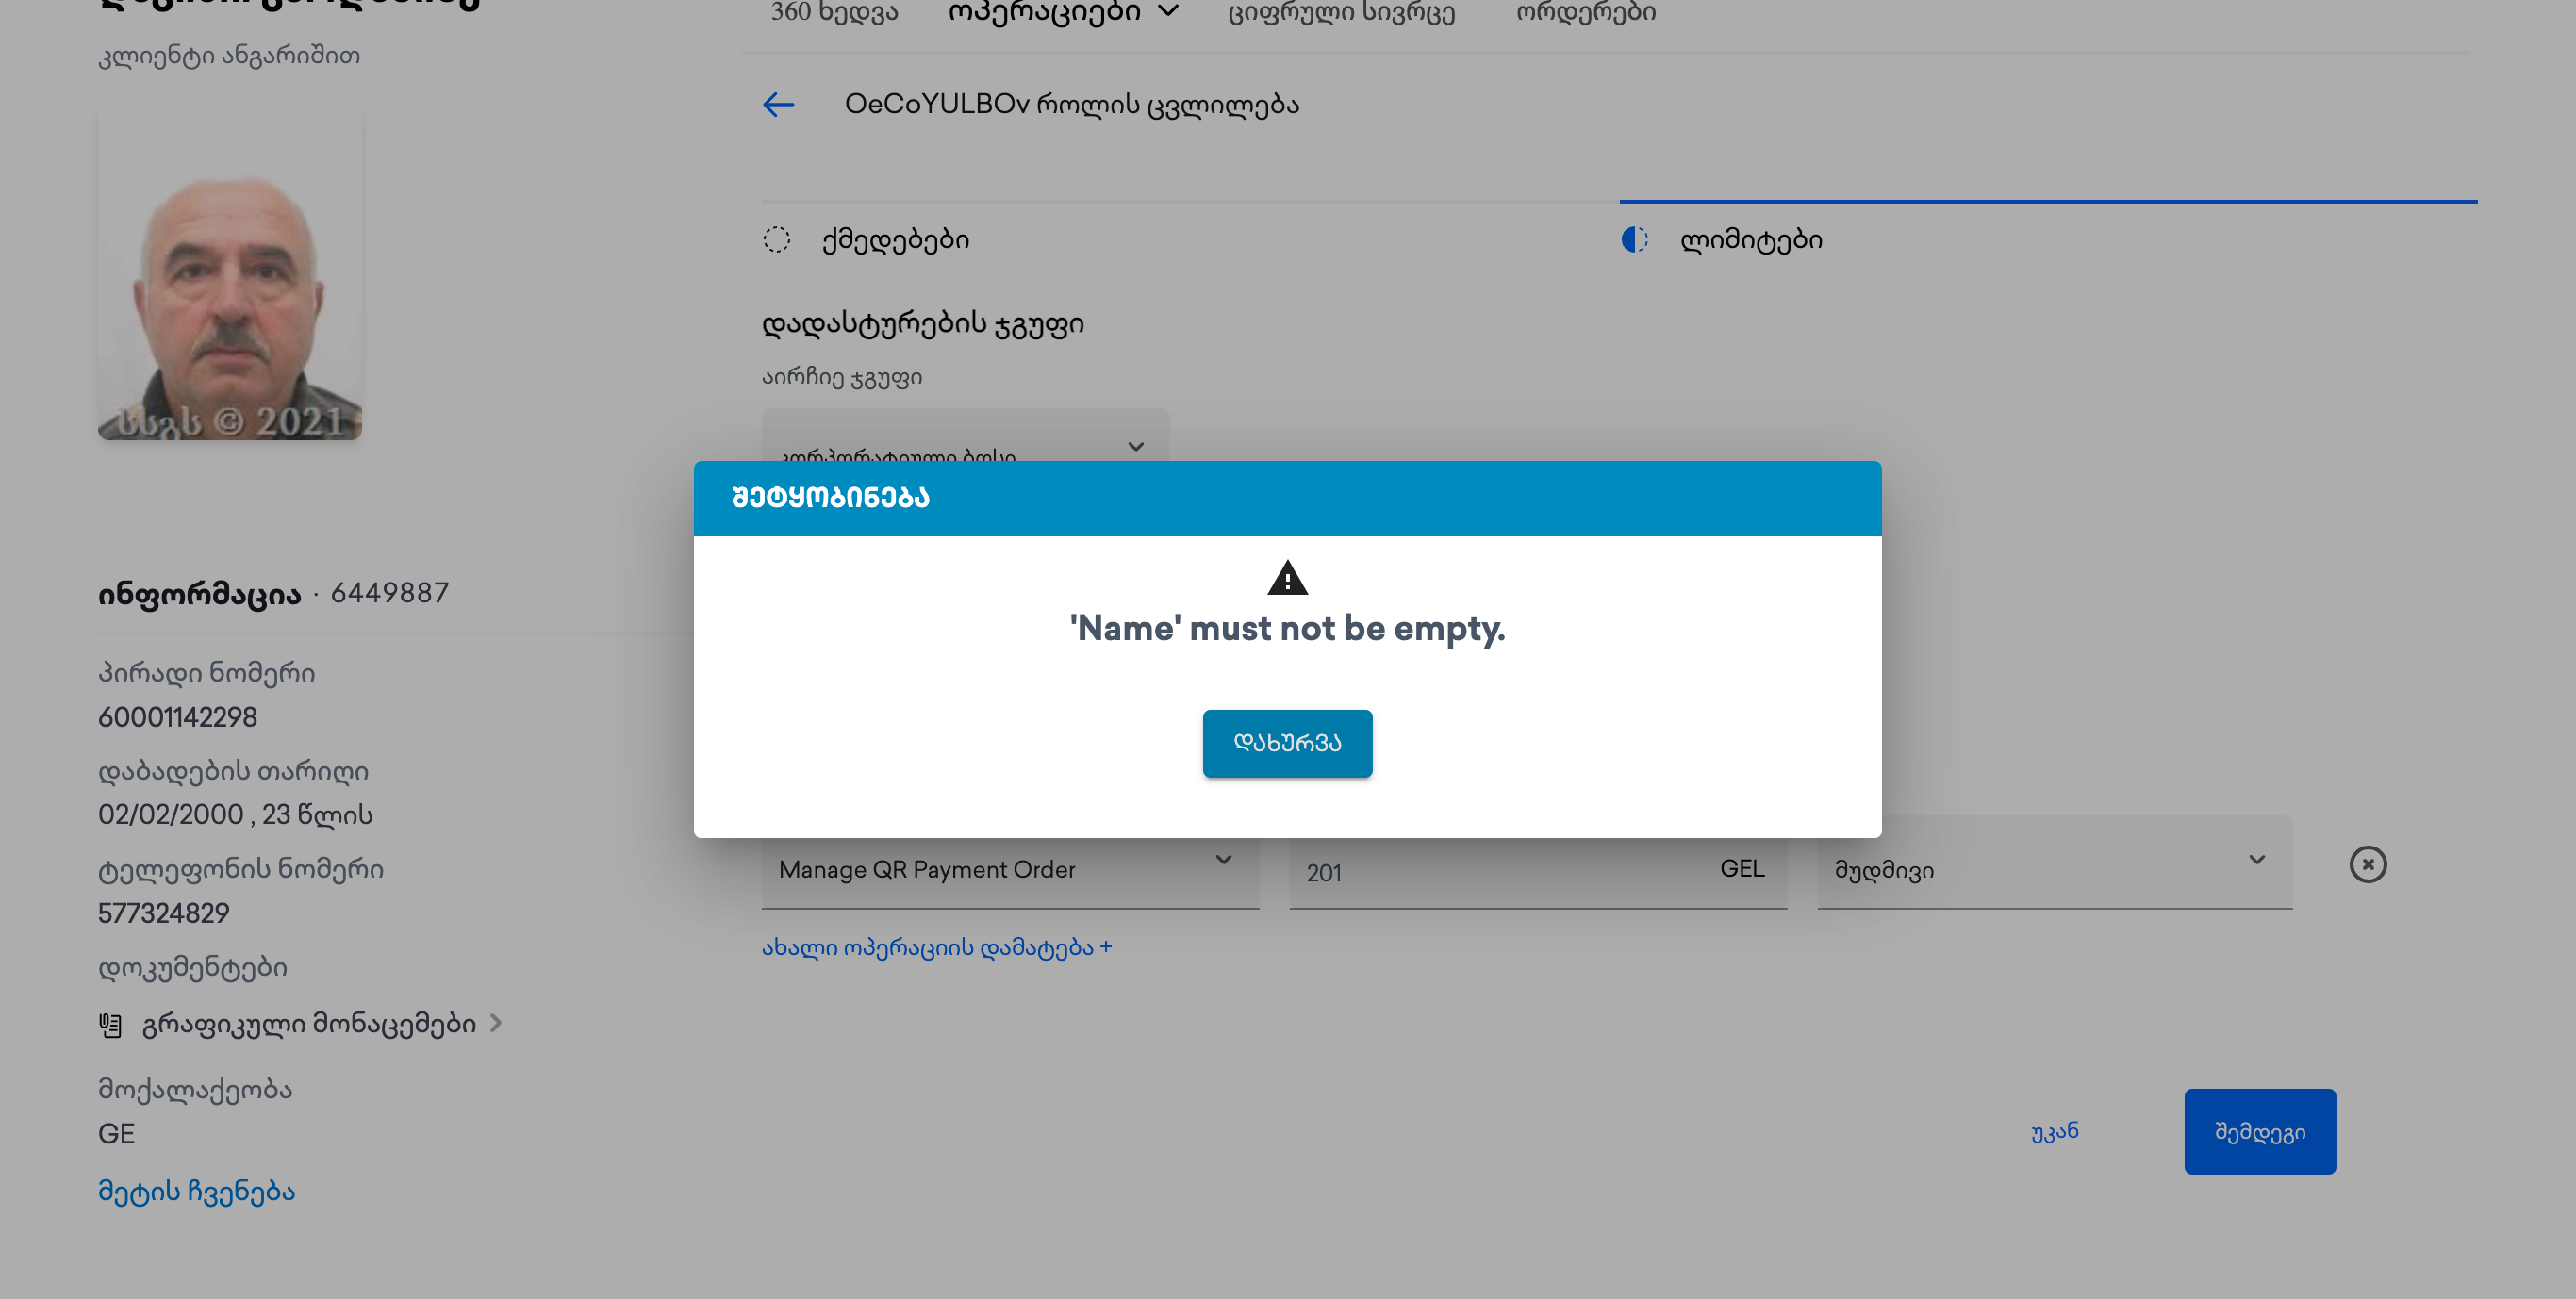 360 ხედვა
ოპერაციები
ციფრული სივრცე
ორდერები
კლიენტი ანგარიშით
OeCoYULBOv როლის ცვლილება
ქმედებები
ლიმიტები
დადასტურების ჯგუფი
აირჩიე ჯგუფი
სსგს © 2021
კორპორატიული ბოსი
შეტყობინება
'Name' must not be empty.
დახურვა
ინფორმაცია · 6449887
პირადი ნომერი
60001142298
დაბადების თარიღი
02/02/2000 , 23 წლის
ტელეფონის ნომერი
577324829
დოკუმენტები
გრაფიკული მონაცემები
მოქალაქეობა
GE
მეტის ჩვენება
Manage QR Payment Order
201
GEL
მუდმივი
ახალი ოპერაციის დამატება +
უკან
შემდეგი